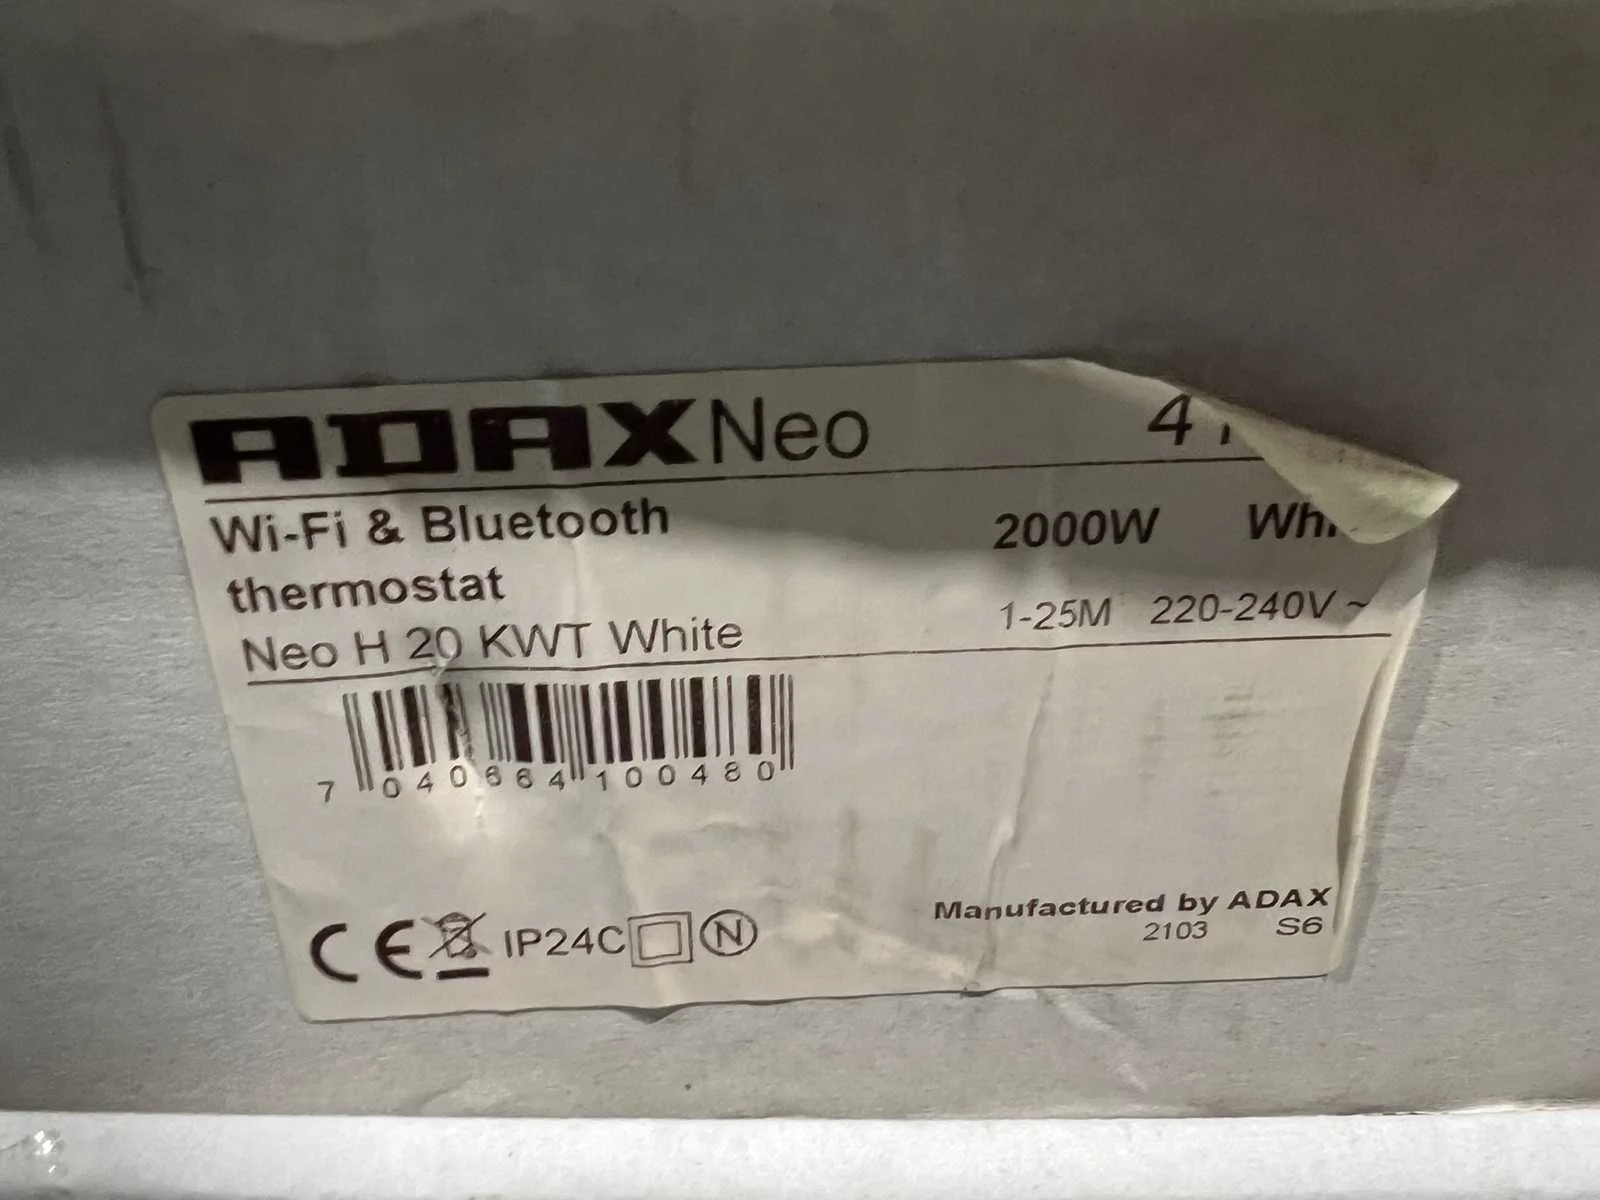 ADAX Neo 4
Wi-Fi & Bluetooth 2000W
thermostat 1-25M 220-240V ~
Neo H 20 KWT White
7 040664 100480
CE IP24C N
Manufactured by ADAX
2103 S6